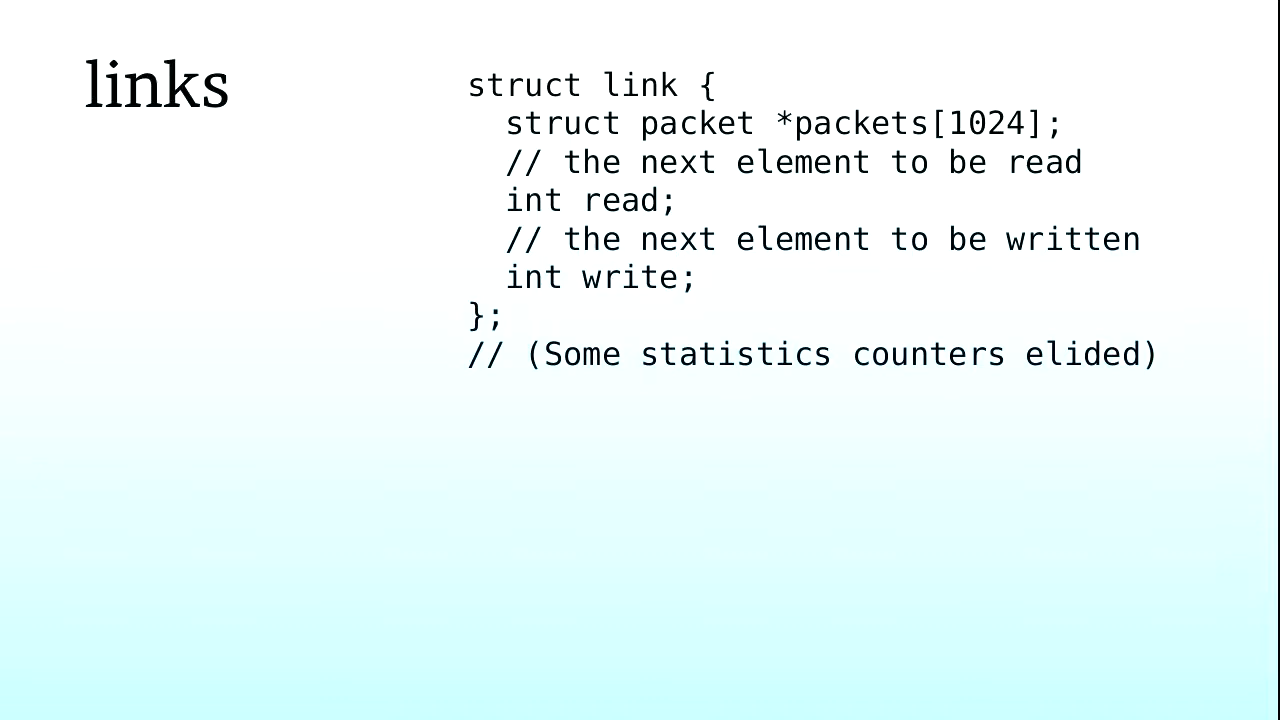 links
struct link {
  struct packet *packets[1024];
  // the next element to be read
  int read;
  // the next element to be written
  int write;
};
// (Some statistics counters elided)